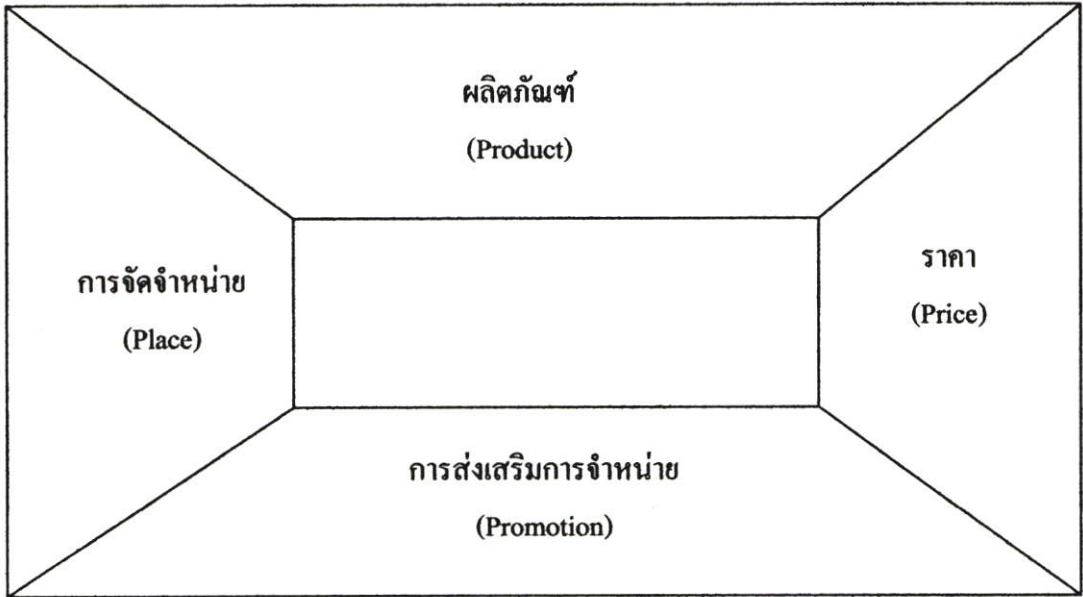 ผลิตภัณฑ์
(Product)
การจัดจำหน่าย
(Place)
ราคา
(Price)
การส่งเสริมการจำหน่าย
(Promotion)